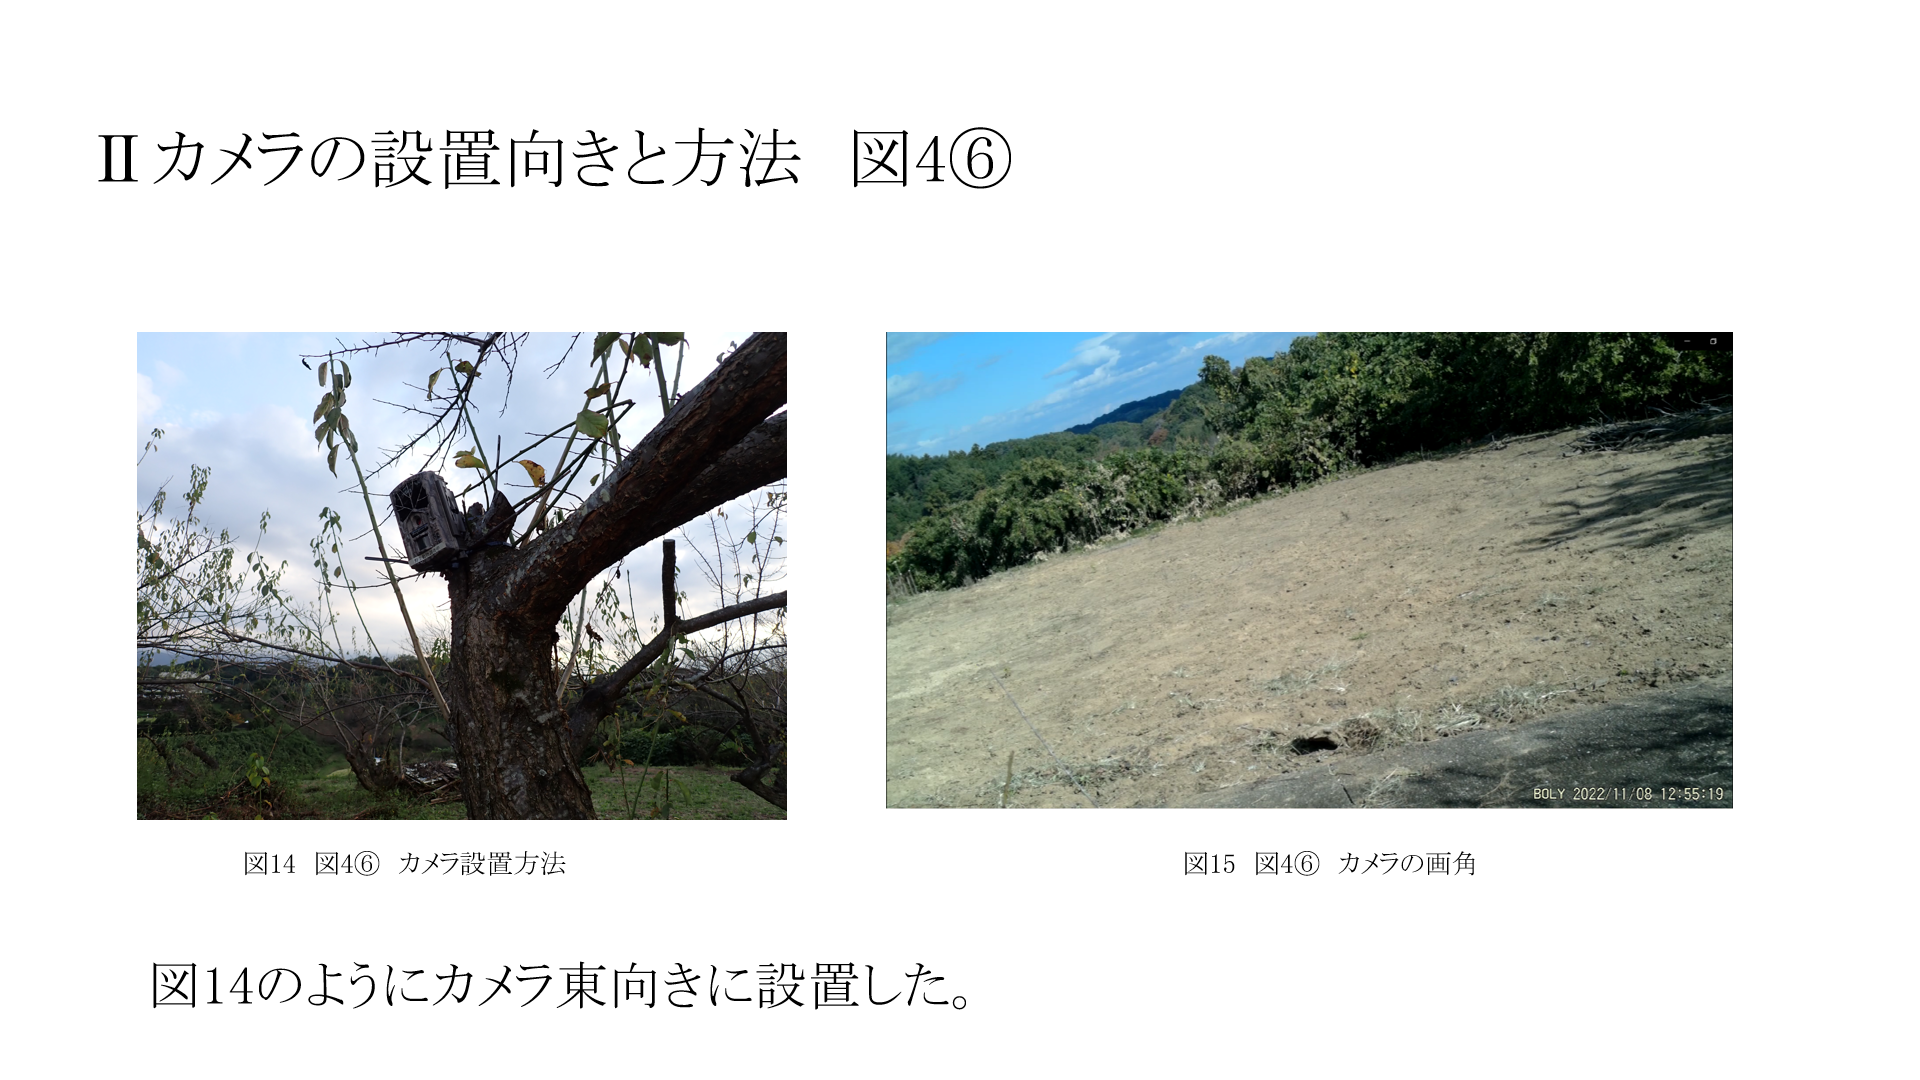 Ⅱカメラの設置向きと方法　図4⑥
BOLY 2022/11/08 12:55:19
図14　図4⑥　カメラ設置方法
図15　図4⑥　カメラの画角
図14のようにカメラ東向きに設置した。